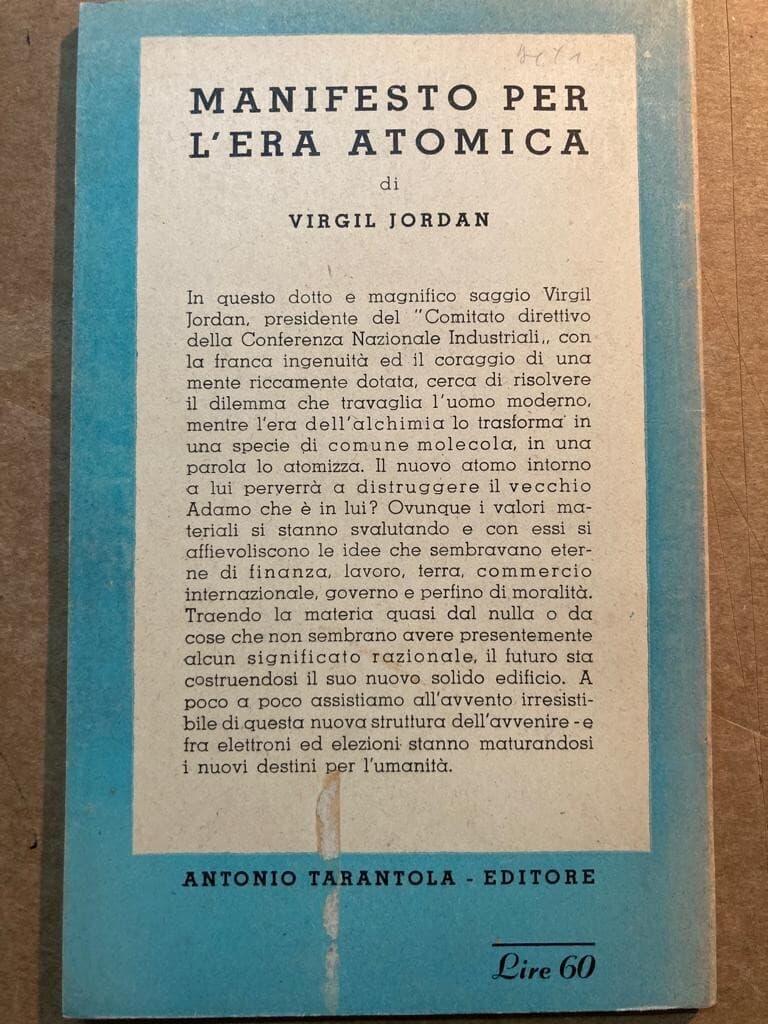 MANIFESTO PER
L'ERA ATOMICA
di
VIRGIL JORDAN
In questo dotto e magnifico saggio Virgil
Jordan, presidente del "Comitato direttivo
della Conferenza Nazionale Industriali,, con
la franca ingenuità ed il coraggio di una
mente riccamente dotata, cerca di risolvere
il dilemma che travaglia l'uomo moderno,
mentre l'era dell'alchimia lo trasforma in
una specie di comune molecola, in una
parola lo atomizza. Il nuovo atomo intorno
a lui perverrà a distruggere il vecchio
Adamo che è in lui? Ovunque i valori ma-
teriali si stanno svalutando e con essi si
affievoliscono le idee che sembravano eter-
ne di finanza, lavoro, terra, commercio
internazionale, governo e perfino di moralità.
Traendo la materia quasi dal nulla o da
cose che non sembrano avere presentemente
alcun significato razionale, il futuro sta
costruendosi il suo nuovo solido edificio. A
poco a poco assistiamo all'avvento irresisti-
bile di questa nuova struttura dell'avvenire - e
fra elettroni ed elezioni stanno maturandosi
i nuovi destini per l'umanità.
ANTONIO TARANTOLA - EDITORE
Lire 60